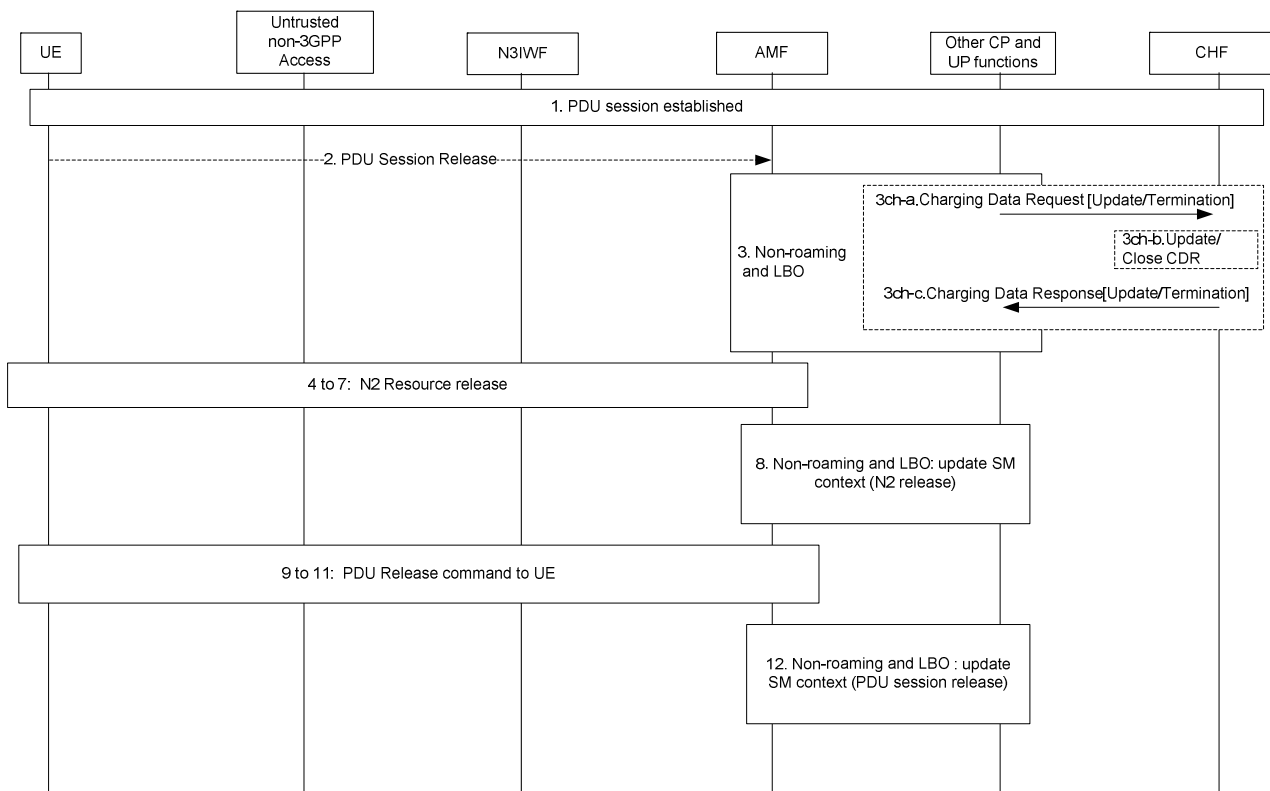 UE
Untrusted
non-3GPP
Access
N3IWF
AMF
Other CP and
UP functions
CHF
1. PDU session established
2. PDU Session Release
3ch-a.Charging Data Request [Update/Termination]
3. Non-roaming
and LBO
3ch-b.Update/
Close CDR
3ch-c.Charging Data Response[Update/Termination]
4 to 7: N2 Resource release
8. Non-roaming and LBO: update SM
context (N2 release)
9 to 11: PDU Release command to UE
12. Non-roaming and LBO : update
SM context (PDU session release)